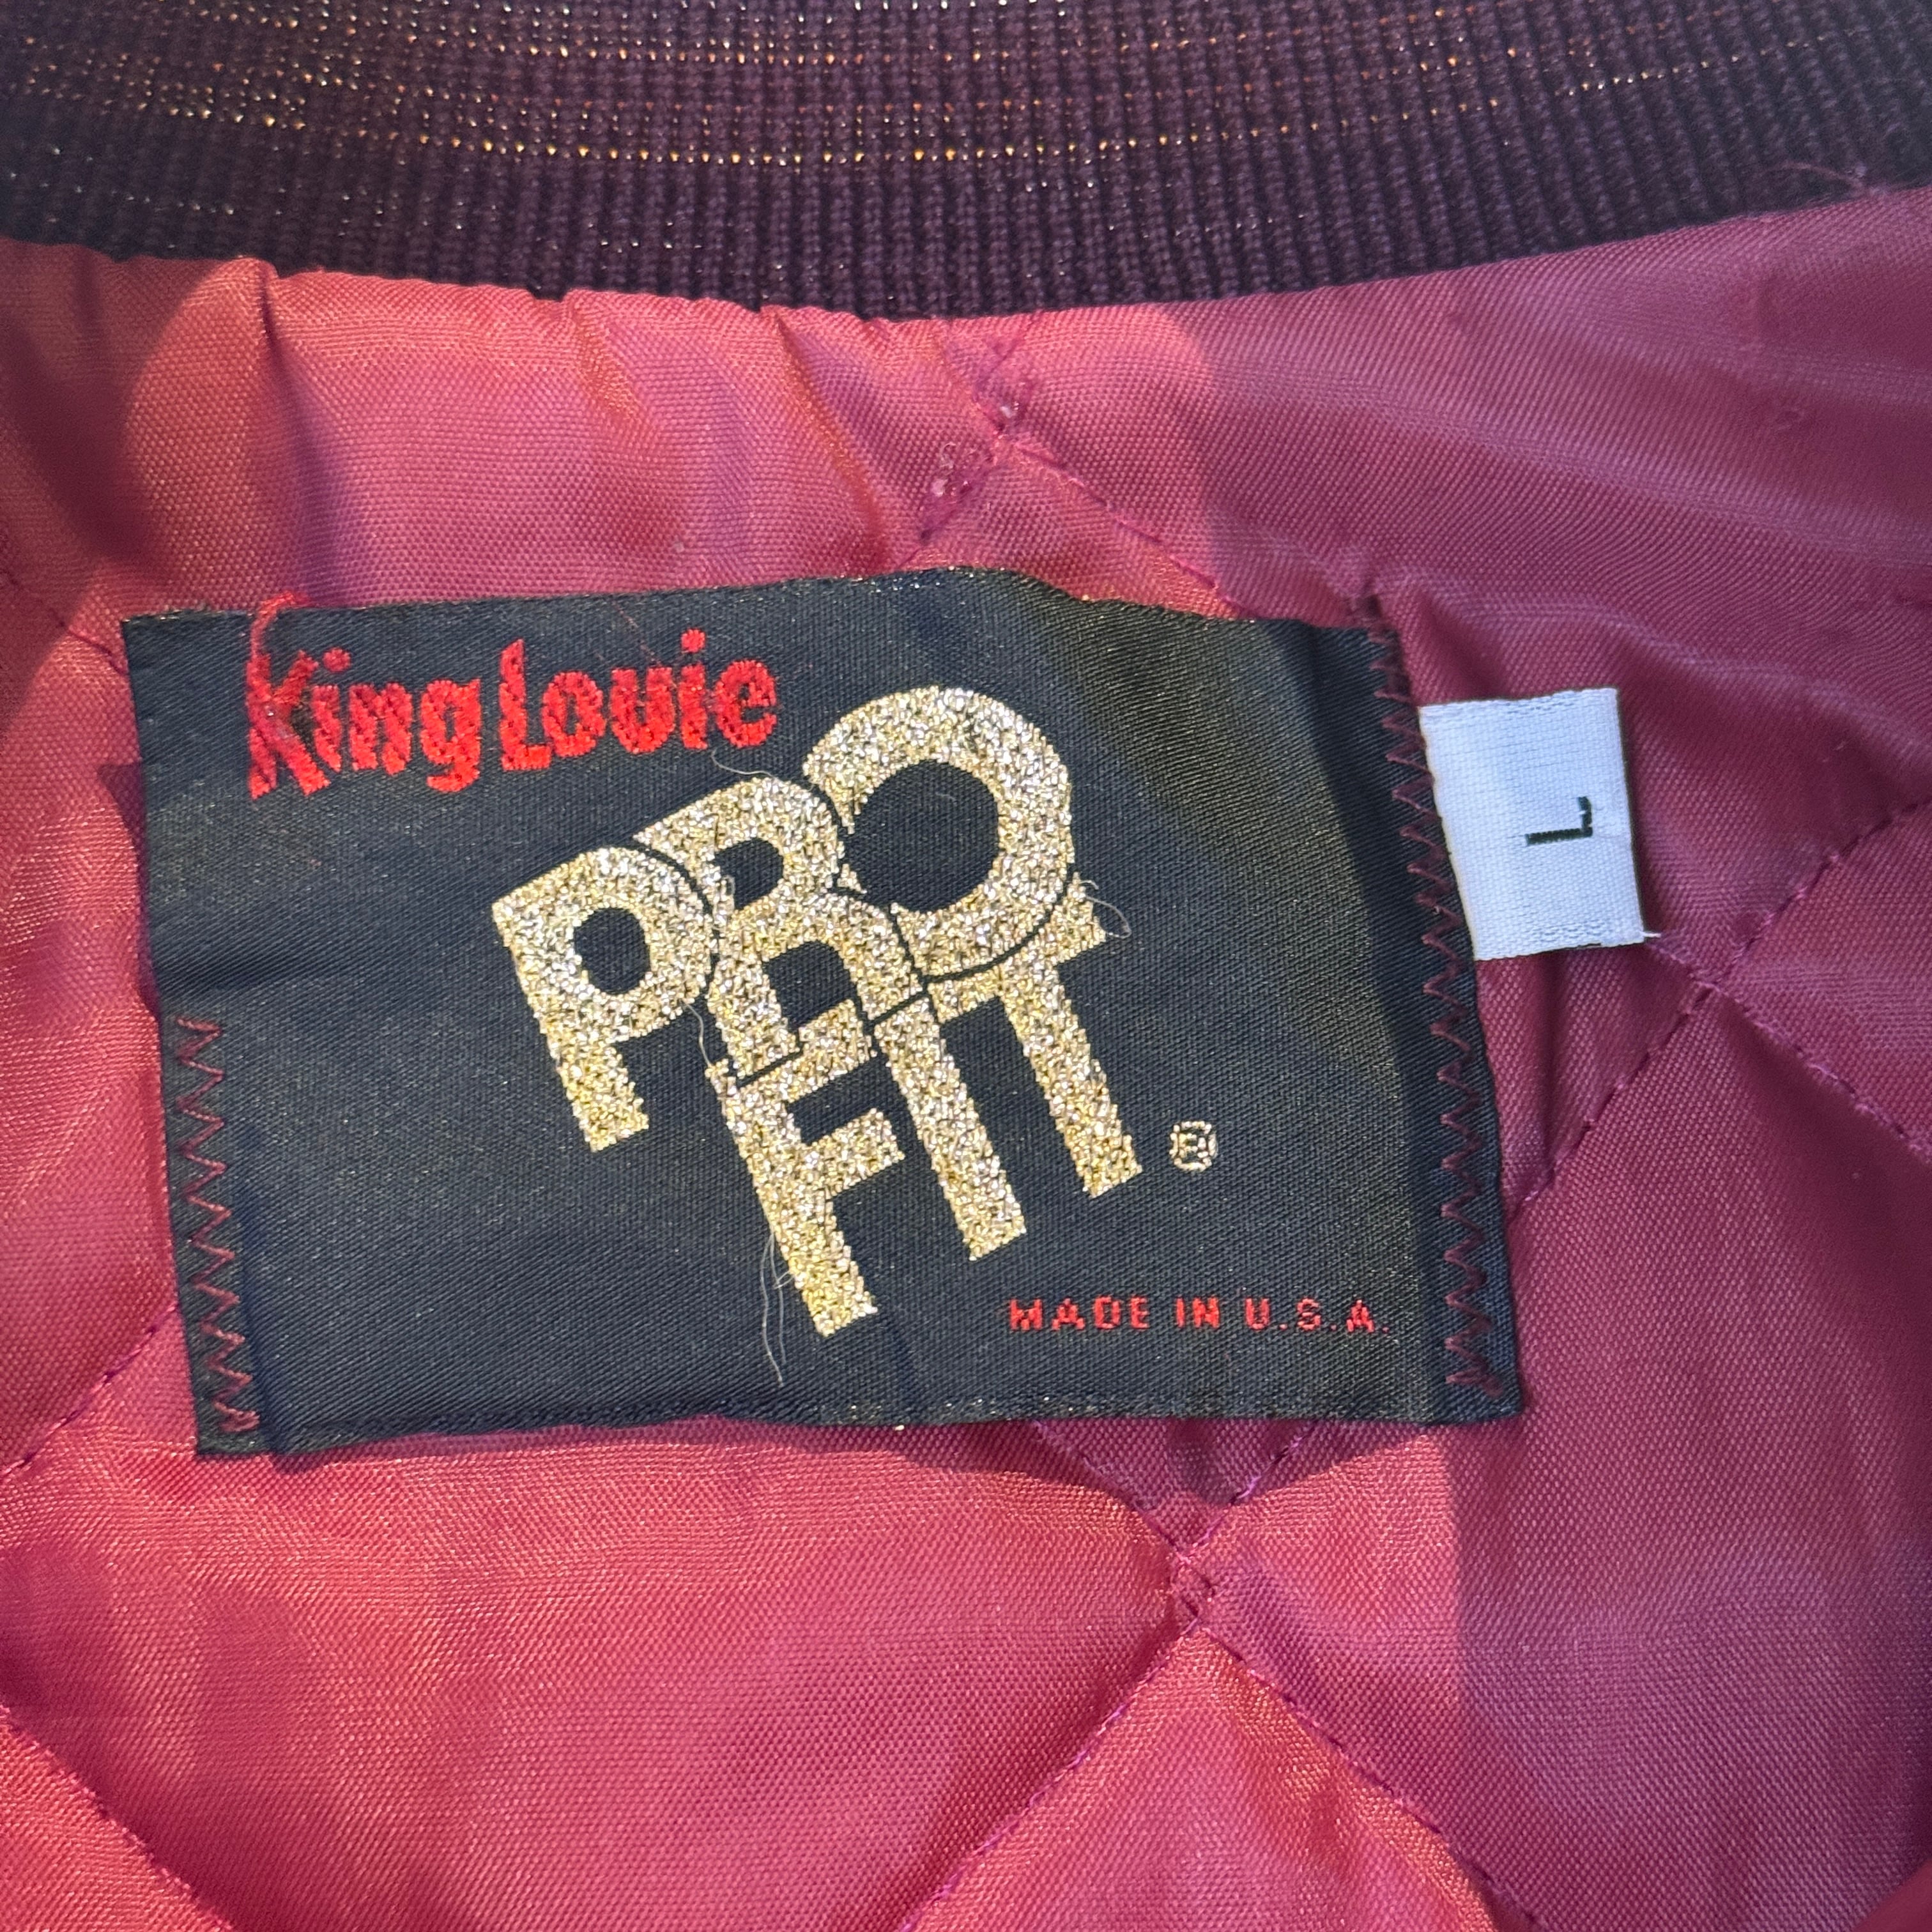 King Louie
PRO
FIT ®
MADE IN U.S.A.
L